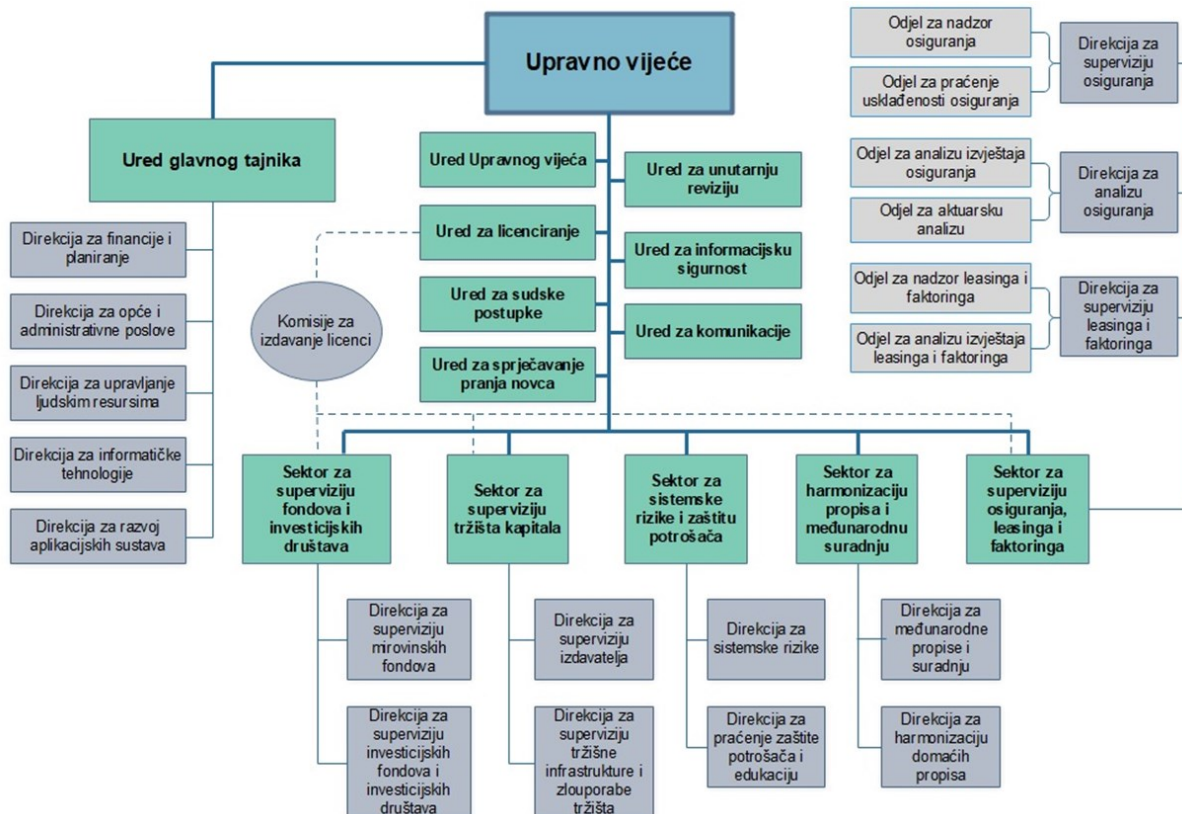 Upravno vijeće
Ured glavnog tajnika
Direkcija za financije i
planiranje
Direkcija za opće i
administrativne poslove
Direkcija za upravljanje
ljudskim resursima
Direkcija za informatičke
tehnologije
Direkcija za razvoj
aplikacijskih sustava
Ured Upravnog vijeća
Ured za licenciranje
Ured za sudske
postupke
Ured za sprječavanje
pranja novca
Ured za unutarnju
reviziju
Ured za informacijsku
sigurnost
Ured za komunikacije
Komisije za
izdavanje licenci
Odjel za nadzor
osiguranja
Odjel za praćenje
usklađenosti osiguranja
Direkcija za
superviziju
osiguranja
Odjel za analizu izvještaja
osiguranja
Odjel za aktuarsku
analizu
Direkcija za
analizu
osiguranja
Odjel za nadzor leasinga i
faktoringa
Odjel za analizu izvještaja
leasinga i faktoringa
Direkcija za
superviziju
leasinga i
faktoringa
Sektor za
superviziju
fondova i
investicijskih
društava
Sektor za
superviziju
tržišta kapitala
Sektor za
sistemske
rizike i zaštitu
potrošača
Sektor za
harmonizaciju
propisa i
međunarodnu
suradnju
Sektor za
superviziju
osiguranja,
leasinga i
faktoringa
Direkcija za
superviziju
mirovinskih
fondova
Direkcija za
superviziju
investicijskih
fondova i
investicijskih
društava
Direkcija za
superviziju
izdavatelja
Direkcija za
superviziju
tržišne
infrastrukture i
zlouporabe
tržišta
Direkcija za
sistemske rizike
Direkcija za
praćenje zaštite
potrošača i
edukaciju
Direkcija za
međunarodne
propise i
suradnju
Direkcija za
harmonizaciju
domaćih
propisa